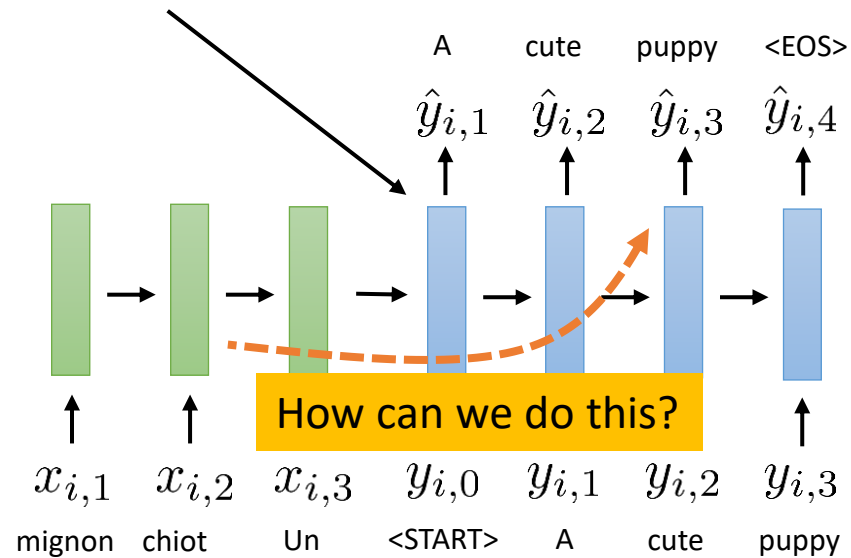 A cute puppy <EOS>
ŷ_{i,1} ŷ_{i,2} ŷ_{i,3} ŷ_{i,4}
How can we do this?
x_{i,1} x_{i,2} x_{i,3} y_{i,0} y_{i,1} y_{i,2} y_{i,3}
mignon chiot Un <START> A cute puppy